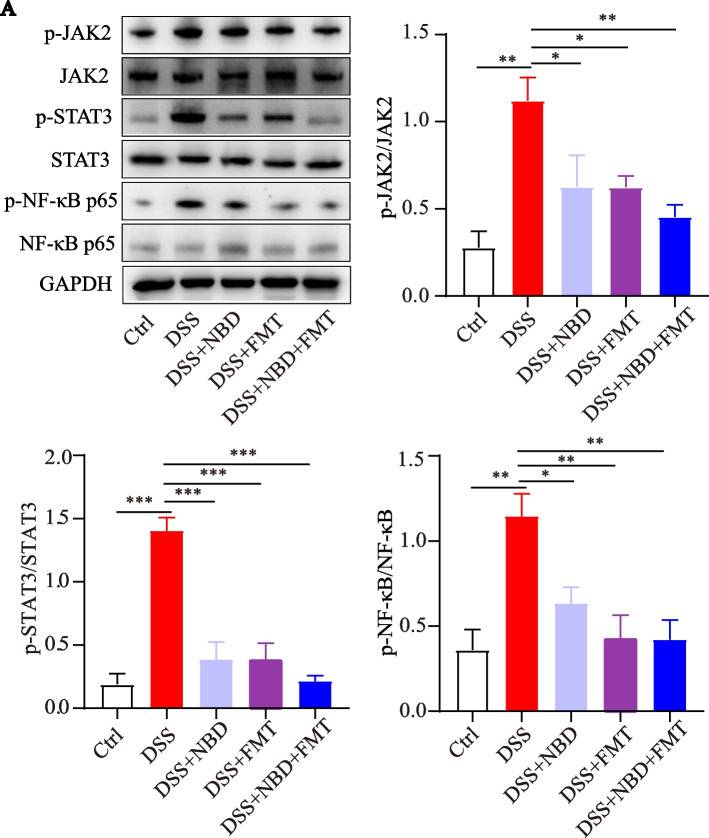 A
p-JAK2
JAK2
p-STAT3
STAT3
p-NF-κB p65
NF-κB p65
GAPDH
Ctrl
DSS
DSS+NBD
DSS+FMT
DSS+NBD+FMT
p-JAK2/JAK2
1.5
1.0
0.5
0.0
**
*
*
**
Ctrl
DSS
DSS+NBD
DSS+FMT
DSS+NBD+FMT
p-STAT3/STAT3
2.0
1.5
1.0
0.5
0.0
***
***
***
***
Ctrl
DSS
DSS+NBD
DSS+FMT
DSS+NBD+FMT
p-NF-κB/NF-κB
1.5
1.0
0.5
0.0
**
*
**
**
Ctrl
DSS
DSS+NBD
DSS+FMT
DSS+NBD+FMT